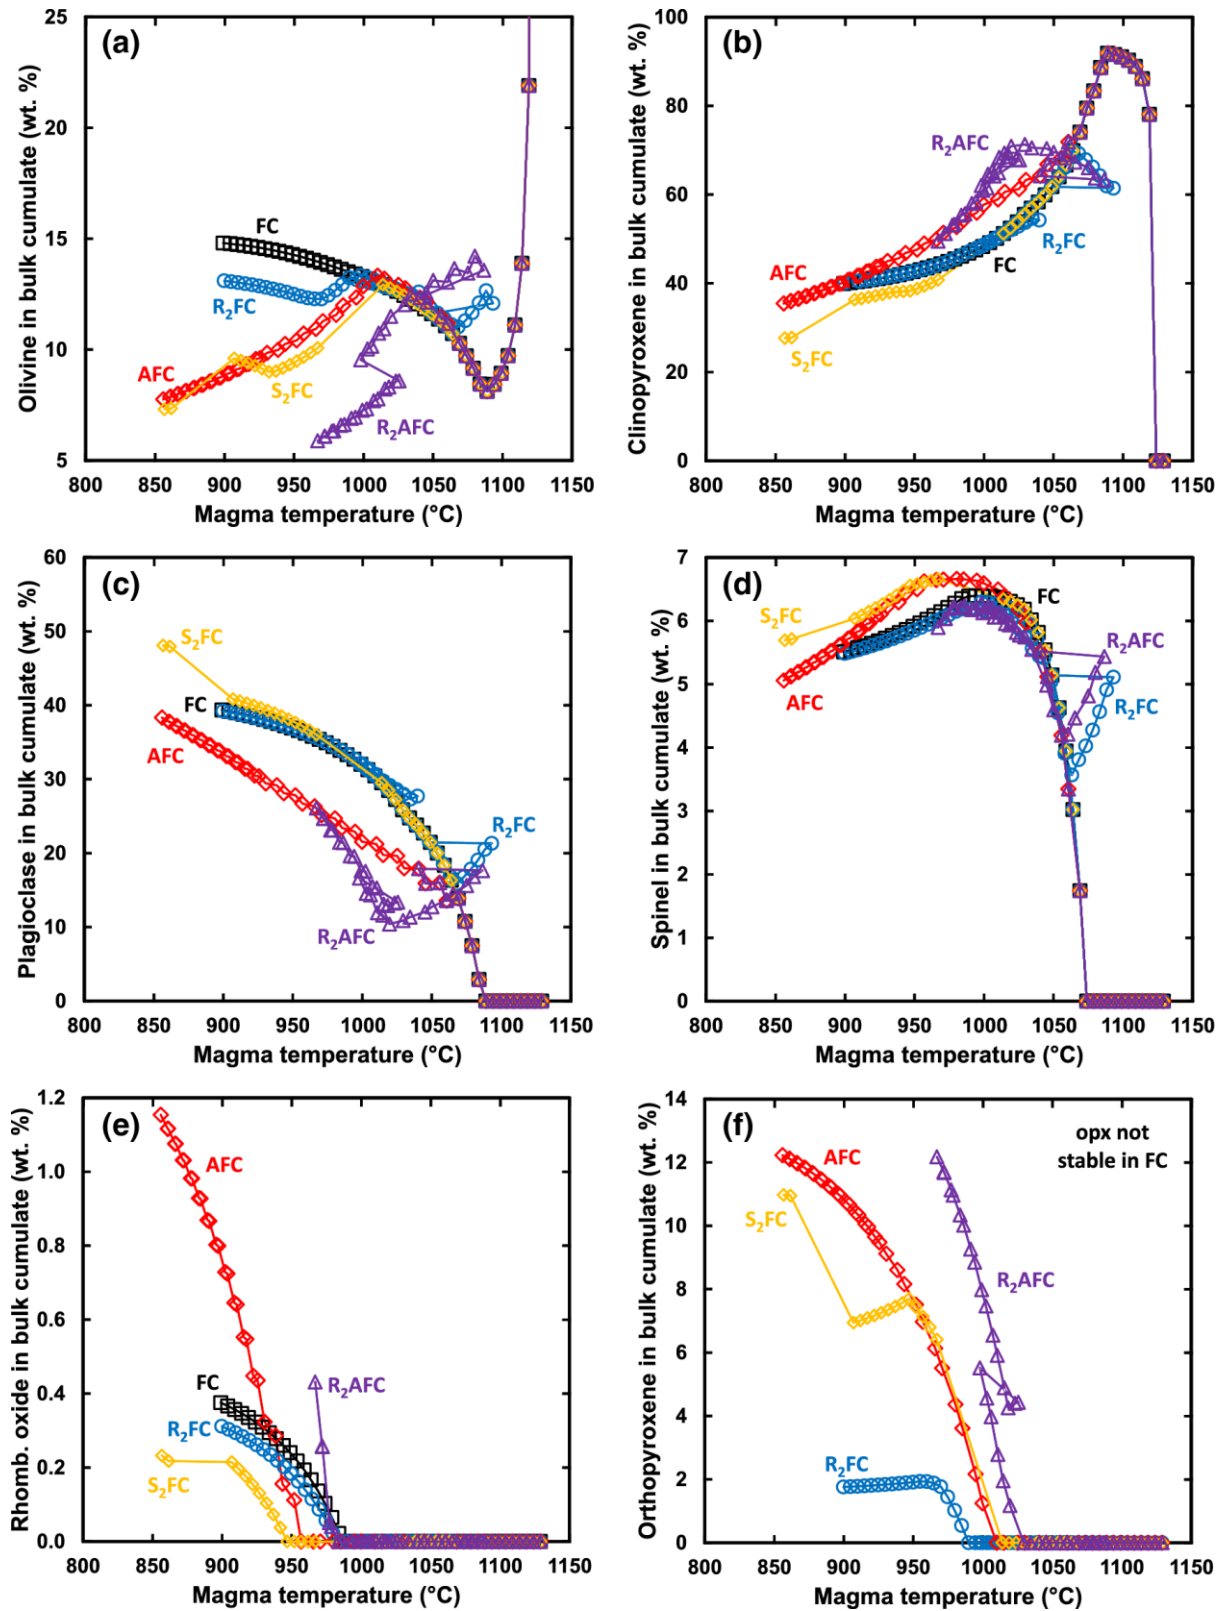 (a)
Olivine in bulk cumulate (wt. %)
25
20
15
10
5
FC
R2FC
AFC
S2FC
R2AFC
800 850 900 950 1000 1050 1100 1150
Magma temperature (°C)
(b)
Clinopyroxene in bulk cumulate (wt. %)
100
80
60
40
20
0
R2AFC
AFC
R2FC
FC
S2FC
800 850 900 950 1000 1050 1100 1150
Magma temperature (°C)
(c)
Plagioclase in bulk cumulate (wt. %)
60
50
40
30
20
10
0
S2FC
FC
AFC
R2FC
R2AFC
800 850 900 950 1000 1050 1100 1150
Magma temperature (°C)
(d)
Spinel in bulk cumulate (wt. %)
7
6
5
4
3
2
1
0
S2FC
FC
R2AFC
AFC
R2FC
800 850 900 950 1000 1050 1100 1150
Magma temperature (°C)
(e)
Rhomb. oxide in bulk cumulate (wt. %)
1.2
1.0
0.8
0.6
0.4
0.2
0.0
AFC
FC
R2AFC
R2FC
S2FC
800 850 900 950 1000 1050 1100 1150
Magma temperature (°C)
(f)
opx not
stable in FC
Orthopyroxene in bulk cumulate (wt. %)
14
12
10
8
6
4
2
0
AFC
S2FC
R2AFC
R2FC
800 850 900 950 1000 1050 1100 1150
Magma temperature (°C)